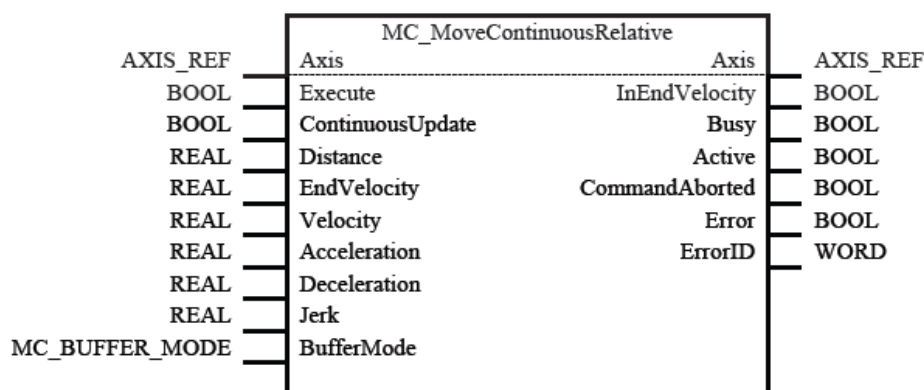 MC_MoveContinuousRelative
AXIS_REF Axis Axis AXIS_REF
BOOL Execute InEndVelocity BOOL
BOOL ContinuousUpdate Busy BOOL
REAL Distance Active BOOL
REAL EndVelocity CommandAborted BOOL
REAL Velocity Error BOOL
REAL Acceleration ErrorID WORD
REAL Deceleration
REAL Jerk
MC_BUFFER_MODE BufferMode